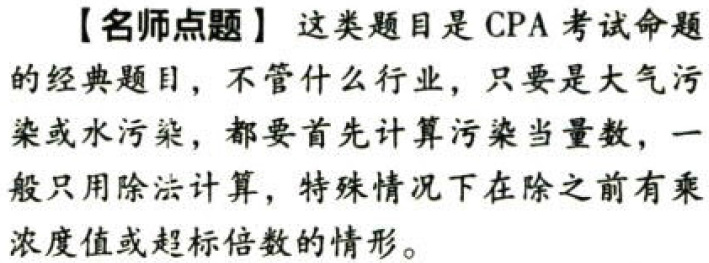 【名师点题】 这类题目是 CPA 考试命题
的经典题目，不管什么行业，只要是大气污
染或水污染，都要首先计算污染当量数，一
般只用除法计算，特殊情况下在除之前有乘
浓度值或超标倍数的情形。